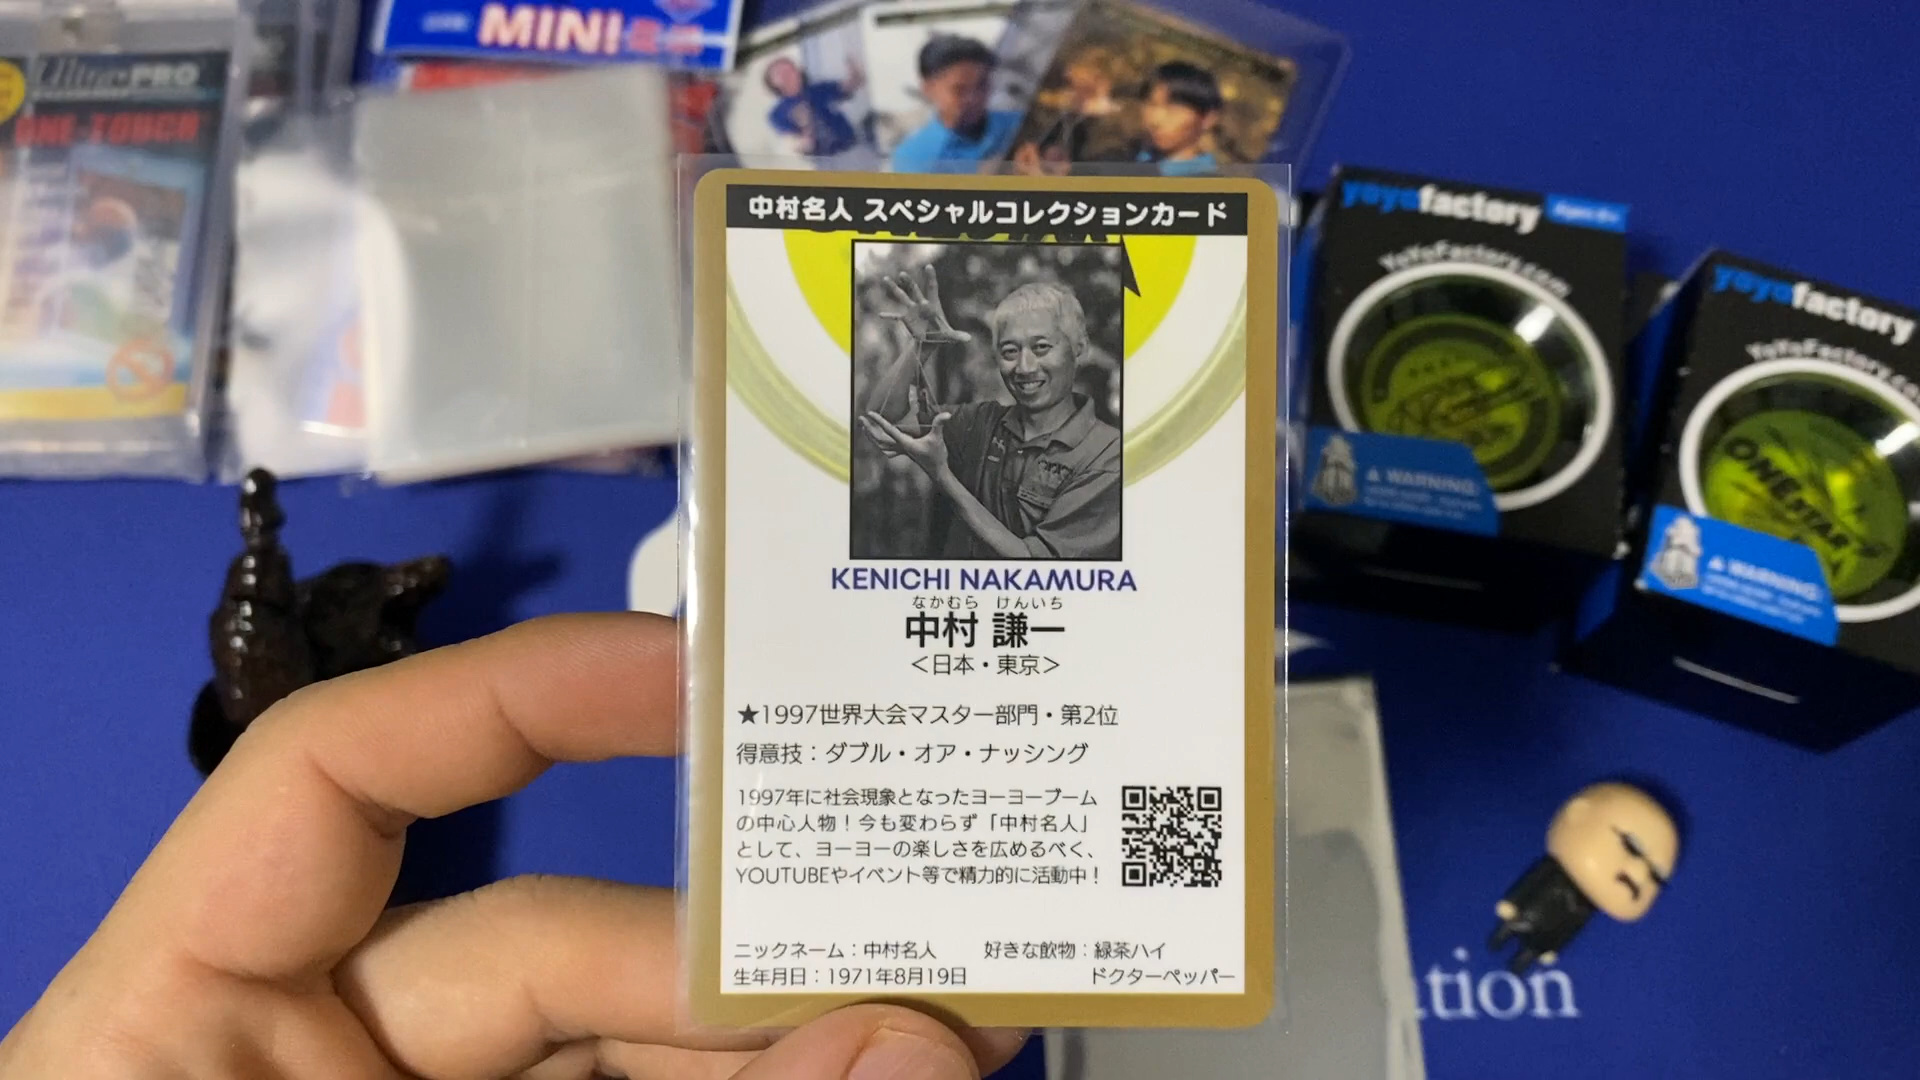 MINI
Ultra PRO
ONE-TOUCH
中村名人 スペシャルコレクションカード
KENICHI NAKAMURA
なかむら けんいち
中村 謙一
＜日本・東京＞
★1997世界大会マスター部門・第2位
得意技：ダブル・オア・ナッシング
1997年に社会現象となったヨーヨーブーム
の中心人物！今も変わらず「中村名人」
として、ヨーヨーの楽しさを広めるべく、
YOUTUBEやイベント等で精力的に活動中！
ニックネーム：中村名人 好きな飲物：緑茶ハイ
生年月日：1971年8月19日 ドクターペッパー
yoyofactory
YoYoFactory.com
WARNING:
yoyofactory
YoYoFactory.co
ONE STAR
WARNING:
ation